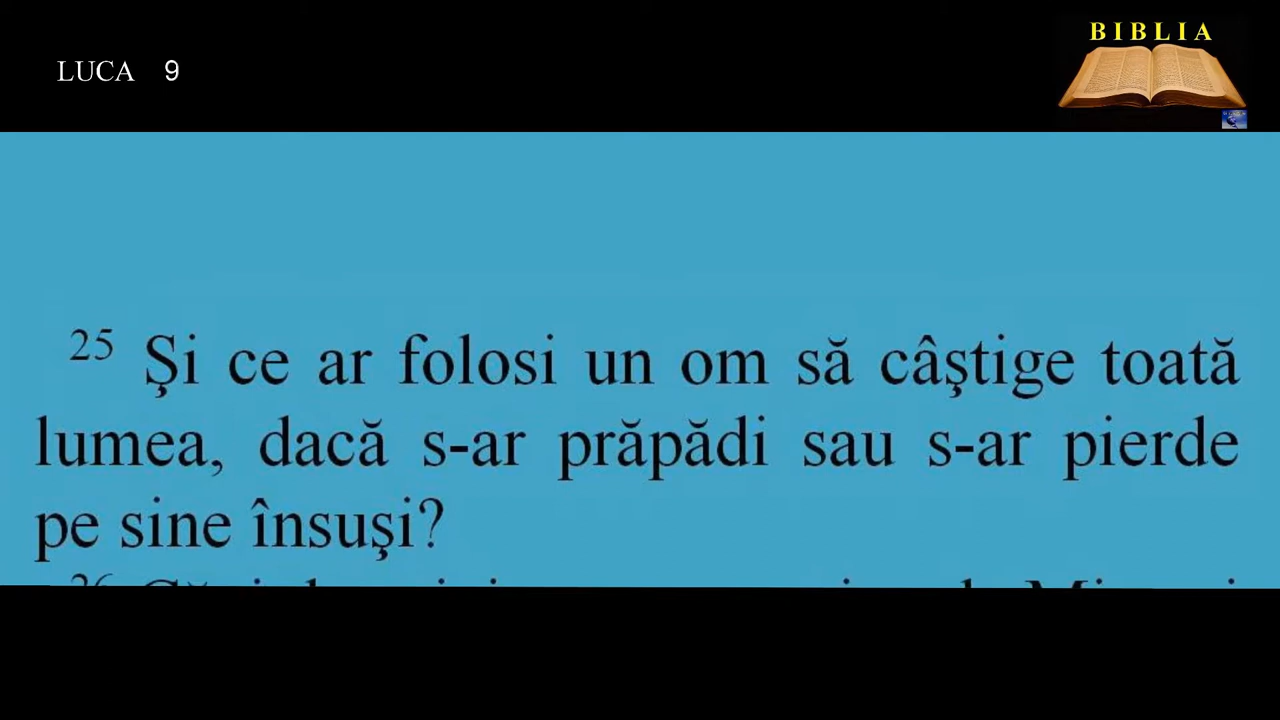 BIBLIA
LUCA 9
25 Şi ce ar folosi un om să câştige toată
lumea, dacă s-ar prăpădi sau s-ar pierde
pe sine însuşi?